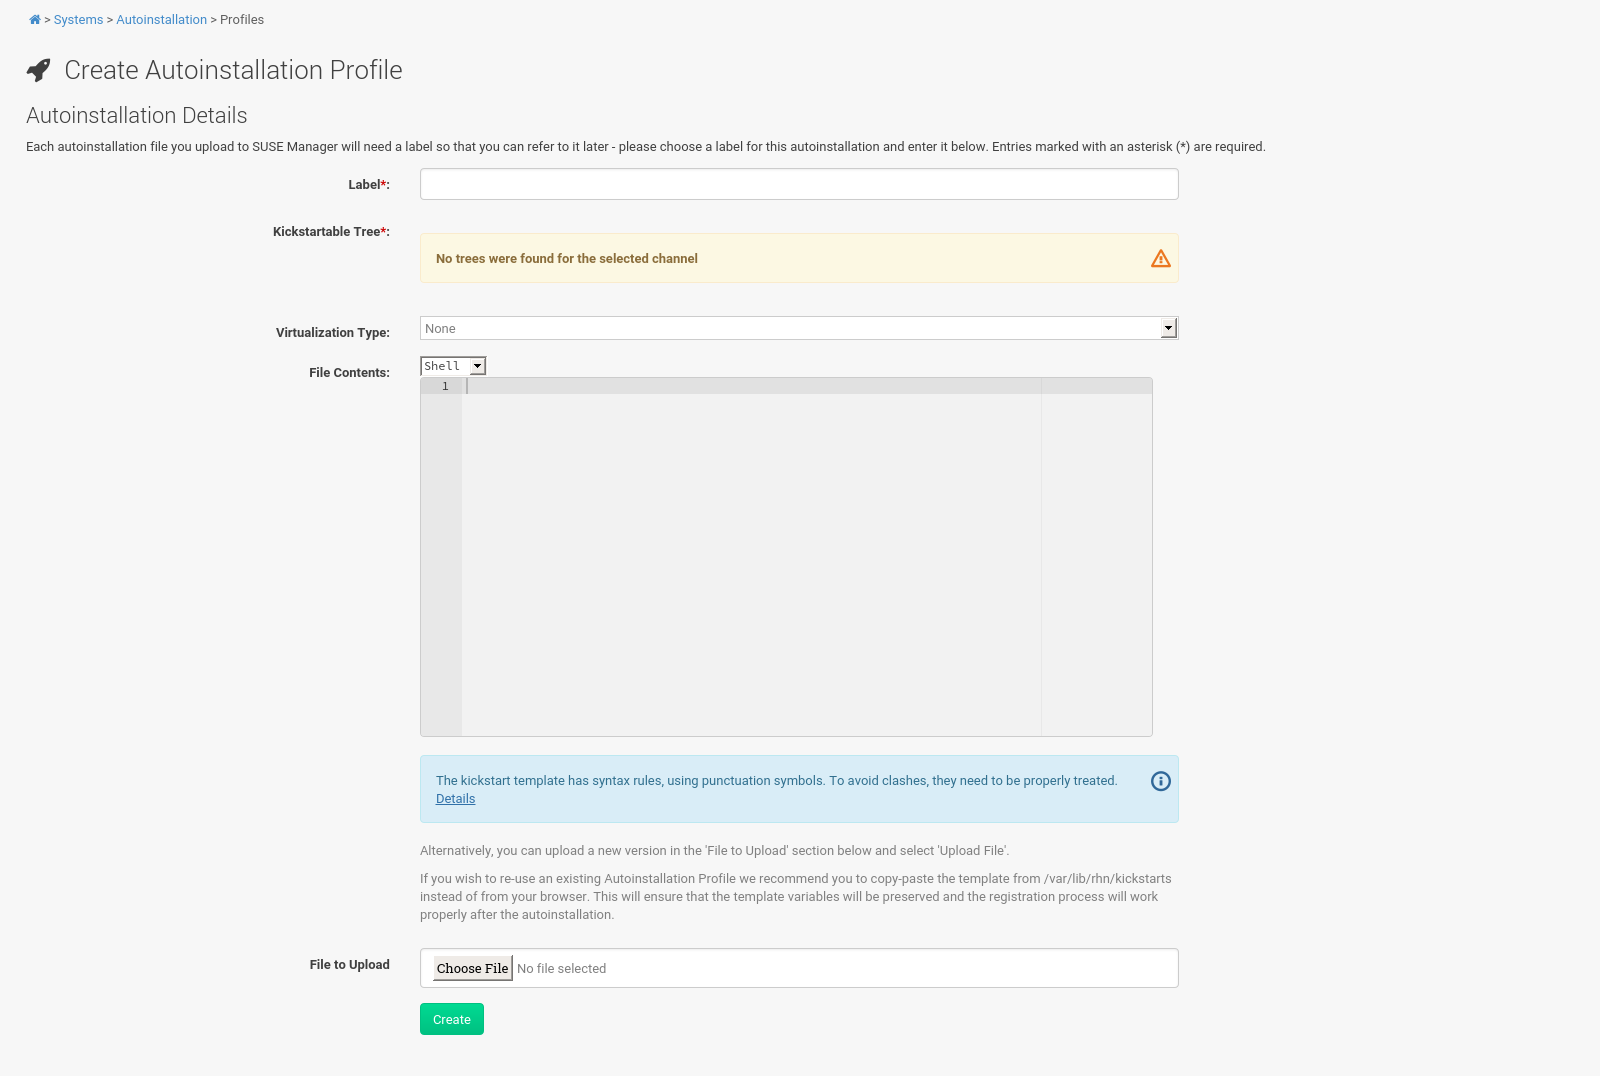 > Systems > Autoinstallation > Profiles
Create Autoinstallation Profile
Autoinstallation Details
Each autoinstallation file you upload to SUSE Manager will need a label so that you can refer to it later - please choose a label for this autoinstallation and enter it below. Entries marked with an asterisk (*) are required.
Label*:
Kickstartable Tree*:
No trees were found for the selected channel
Virtualization Type:
None
File Contents:
Shell
1
The kickstart template has syntax rules, using punctuation symbols. To avoid clashes, they need to be properly treated.
Details
Alternatively, you can upload a new version in the 'File to Upload' section below and select 'Upload File'.
If you wish to re-use an existing Autoinstallation Profile we recommend you to copy-paste the template from /var/lib/rhn/kickstarts
instead of from your browser. This will ensure that the template variables will be preserved and the registration process will work
properly after the autoinstallation.
File to Upload
Choose File No file selected
Create